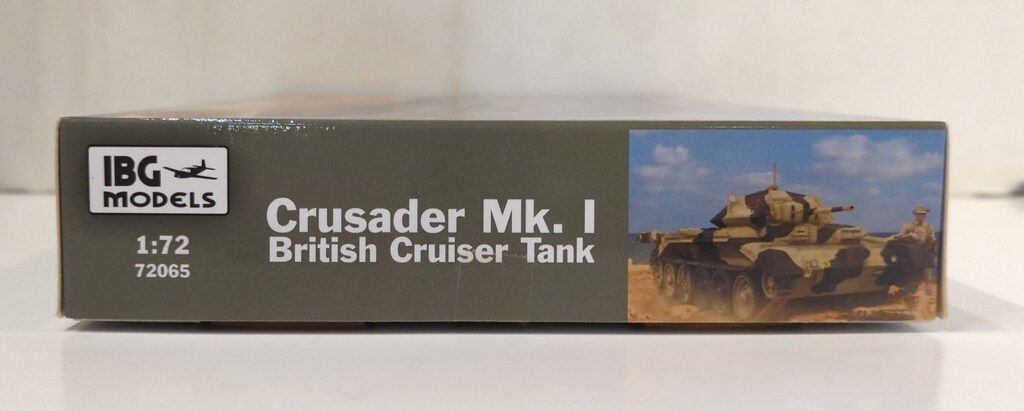 IBG
MODELS
1:72
72065
Crusader Mk. I
British Cruiser Tank